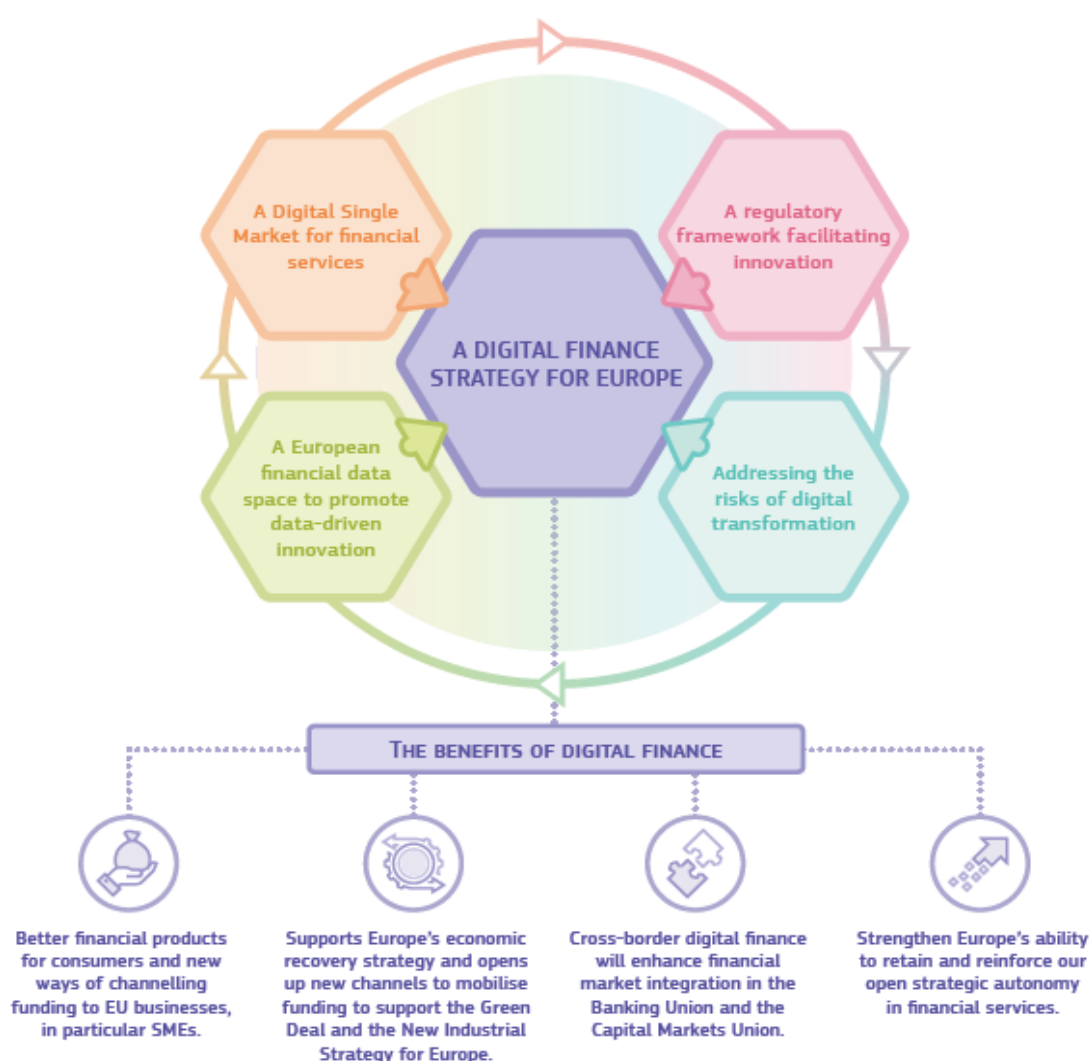 A Digital Single
Market for financial
services
A regulatory
framework facilitating
innovation
A DIGITAL FINANCE
STRATEGY FOR EUROPE
A European
financial data
space to promote
data-driven
innovation
Addressing the
risks of digital
transformation
THE BENEFITS OF DIGITAL FINANCE
Better financial products
for consumers and new
ways of channelling
funding to EU businesses,
in particular SMEs.
Supports Europe's economic
recovery strategy and opens
up new channels to mobilise
funding to support the Green
Deal and the New Industrial
Strategy for Europe.
Cross-border digital finance
will enhance financial
market integration in the
Banking Union and the
Capital Markets Union.
Strengthen Europe's ability
to retain and reinforce our
open strategic autonomy
in financial services.